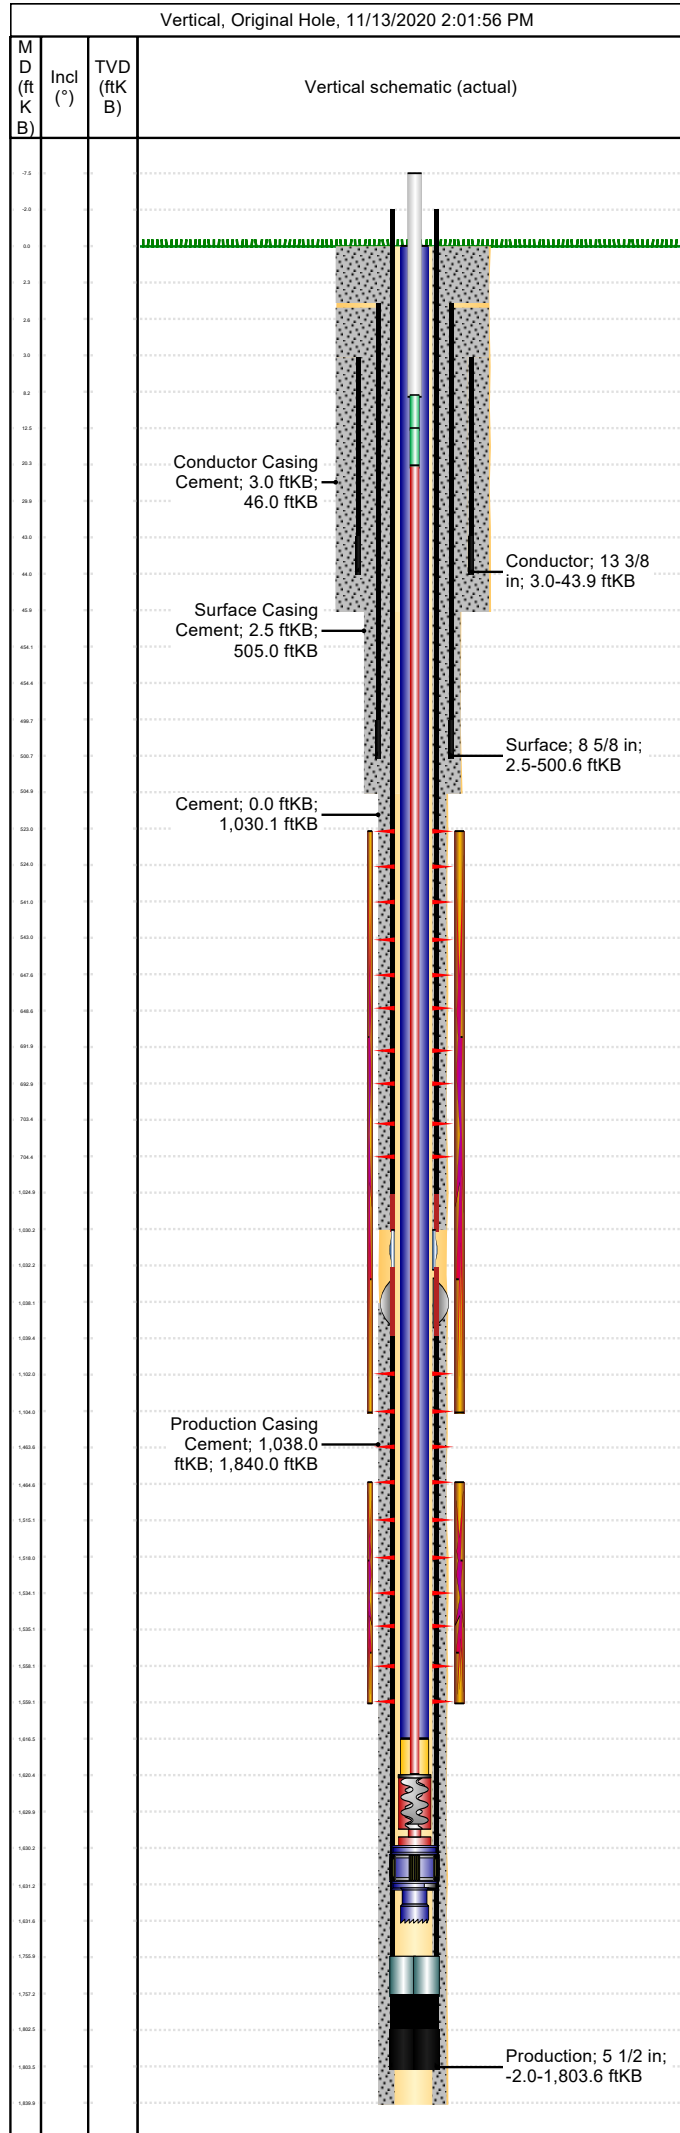 Vertical, Original Hole, 11/13/2020 2:01:56 PM
M
D
(ft
K
B)
Incl
(°)
TVD
(ftK
B)
Vertical schematic (actual)
-7.5
-2.0
0.0
2.3
2.6
3.0
8.2
12.5
20.3
29.9
43.0
44.0
45.9
454.1
454.4
499.7
500.7
504.9
523.0
524.0
541.0
543.0
647.6
648.6
691.9
692.9
703.4
704.4
1,024.9
1,030.2
1,032.2
1,038.1
1,039.4
1,102.0
1,104.0
1,463.6
1,464.6
1,515.1
1,518.0
1,534.1
1,535.1
1,558.1
1,559.1
1,616.5
1,620.4
1,629.9
1,630.2
1,631.2
1,631.6
1,755.9
1,757.2
1,802.5
1,803.5
1,839.9
Conductor Casing
Cement; 3.0 ftKB;
46.0 ftKB
Conductor; 13 3/8
in; 3.0-43.9 ftKB
Surface Casing
Cement; 2.5 ftKB;
505.0 ftKB
Surface; 8 5/8 in;
2.5-500.6 ftKB
Cement; 0.0 ftKB;
1,030.1 ftKB
Production Casing
Cement; 1,038.0
ftKB; 1,840.0 ftKB
Production; 5 1/2 in;
-2.0-1,803.6 ftKB